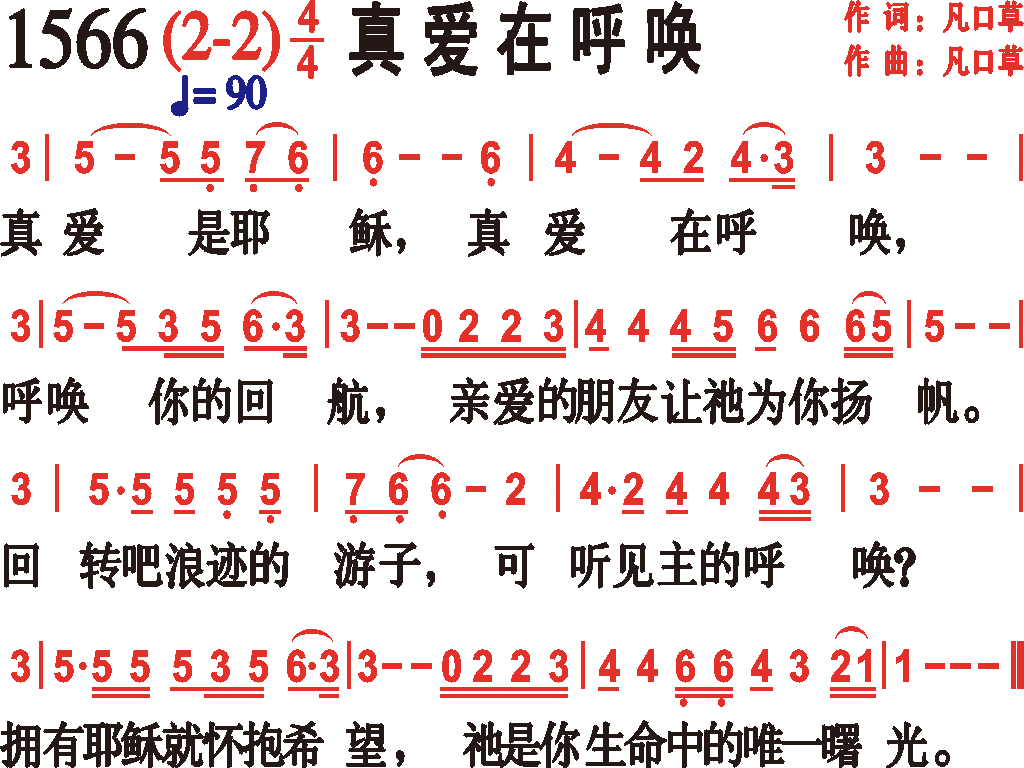 1566 (2-2) 4/4 真爱在呼唤 作 词：凡口草
♩= 90 作 曲：凡口草
3 | 5 - 5 5 7 6 | 6 - - 6 | 4 - 4 2 4·3 | 3 - - |
真 爱 是耶 稣，真 爱 在呼 唤，
3 | 5 - 5 3 5 6·3 | 3 - - 0 2 2 3 | 4 4 4 5 6 6 6 5 | 5 - - |
呼唤 你的回 航， 亲爱的朋友让祂为你扬 帆。
3 | 5·5 5 5 5 | 7 6 6 - 2 | 4·2 4 4 4 3 | 3 - - |
回 转吧浪迹的 游子，可 听见主的呼 唤？
3 | 5·5 5 5 3 5 6·3 | 3 - - 0 2 2 3 | 4 4 6 6 4 3 2 1 | 1 - - - ‖
拥有耶稣就怀抱希 望， 祂是你生命中的唯一曙 光。